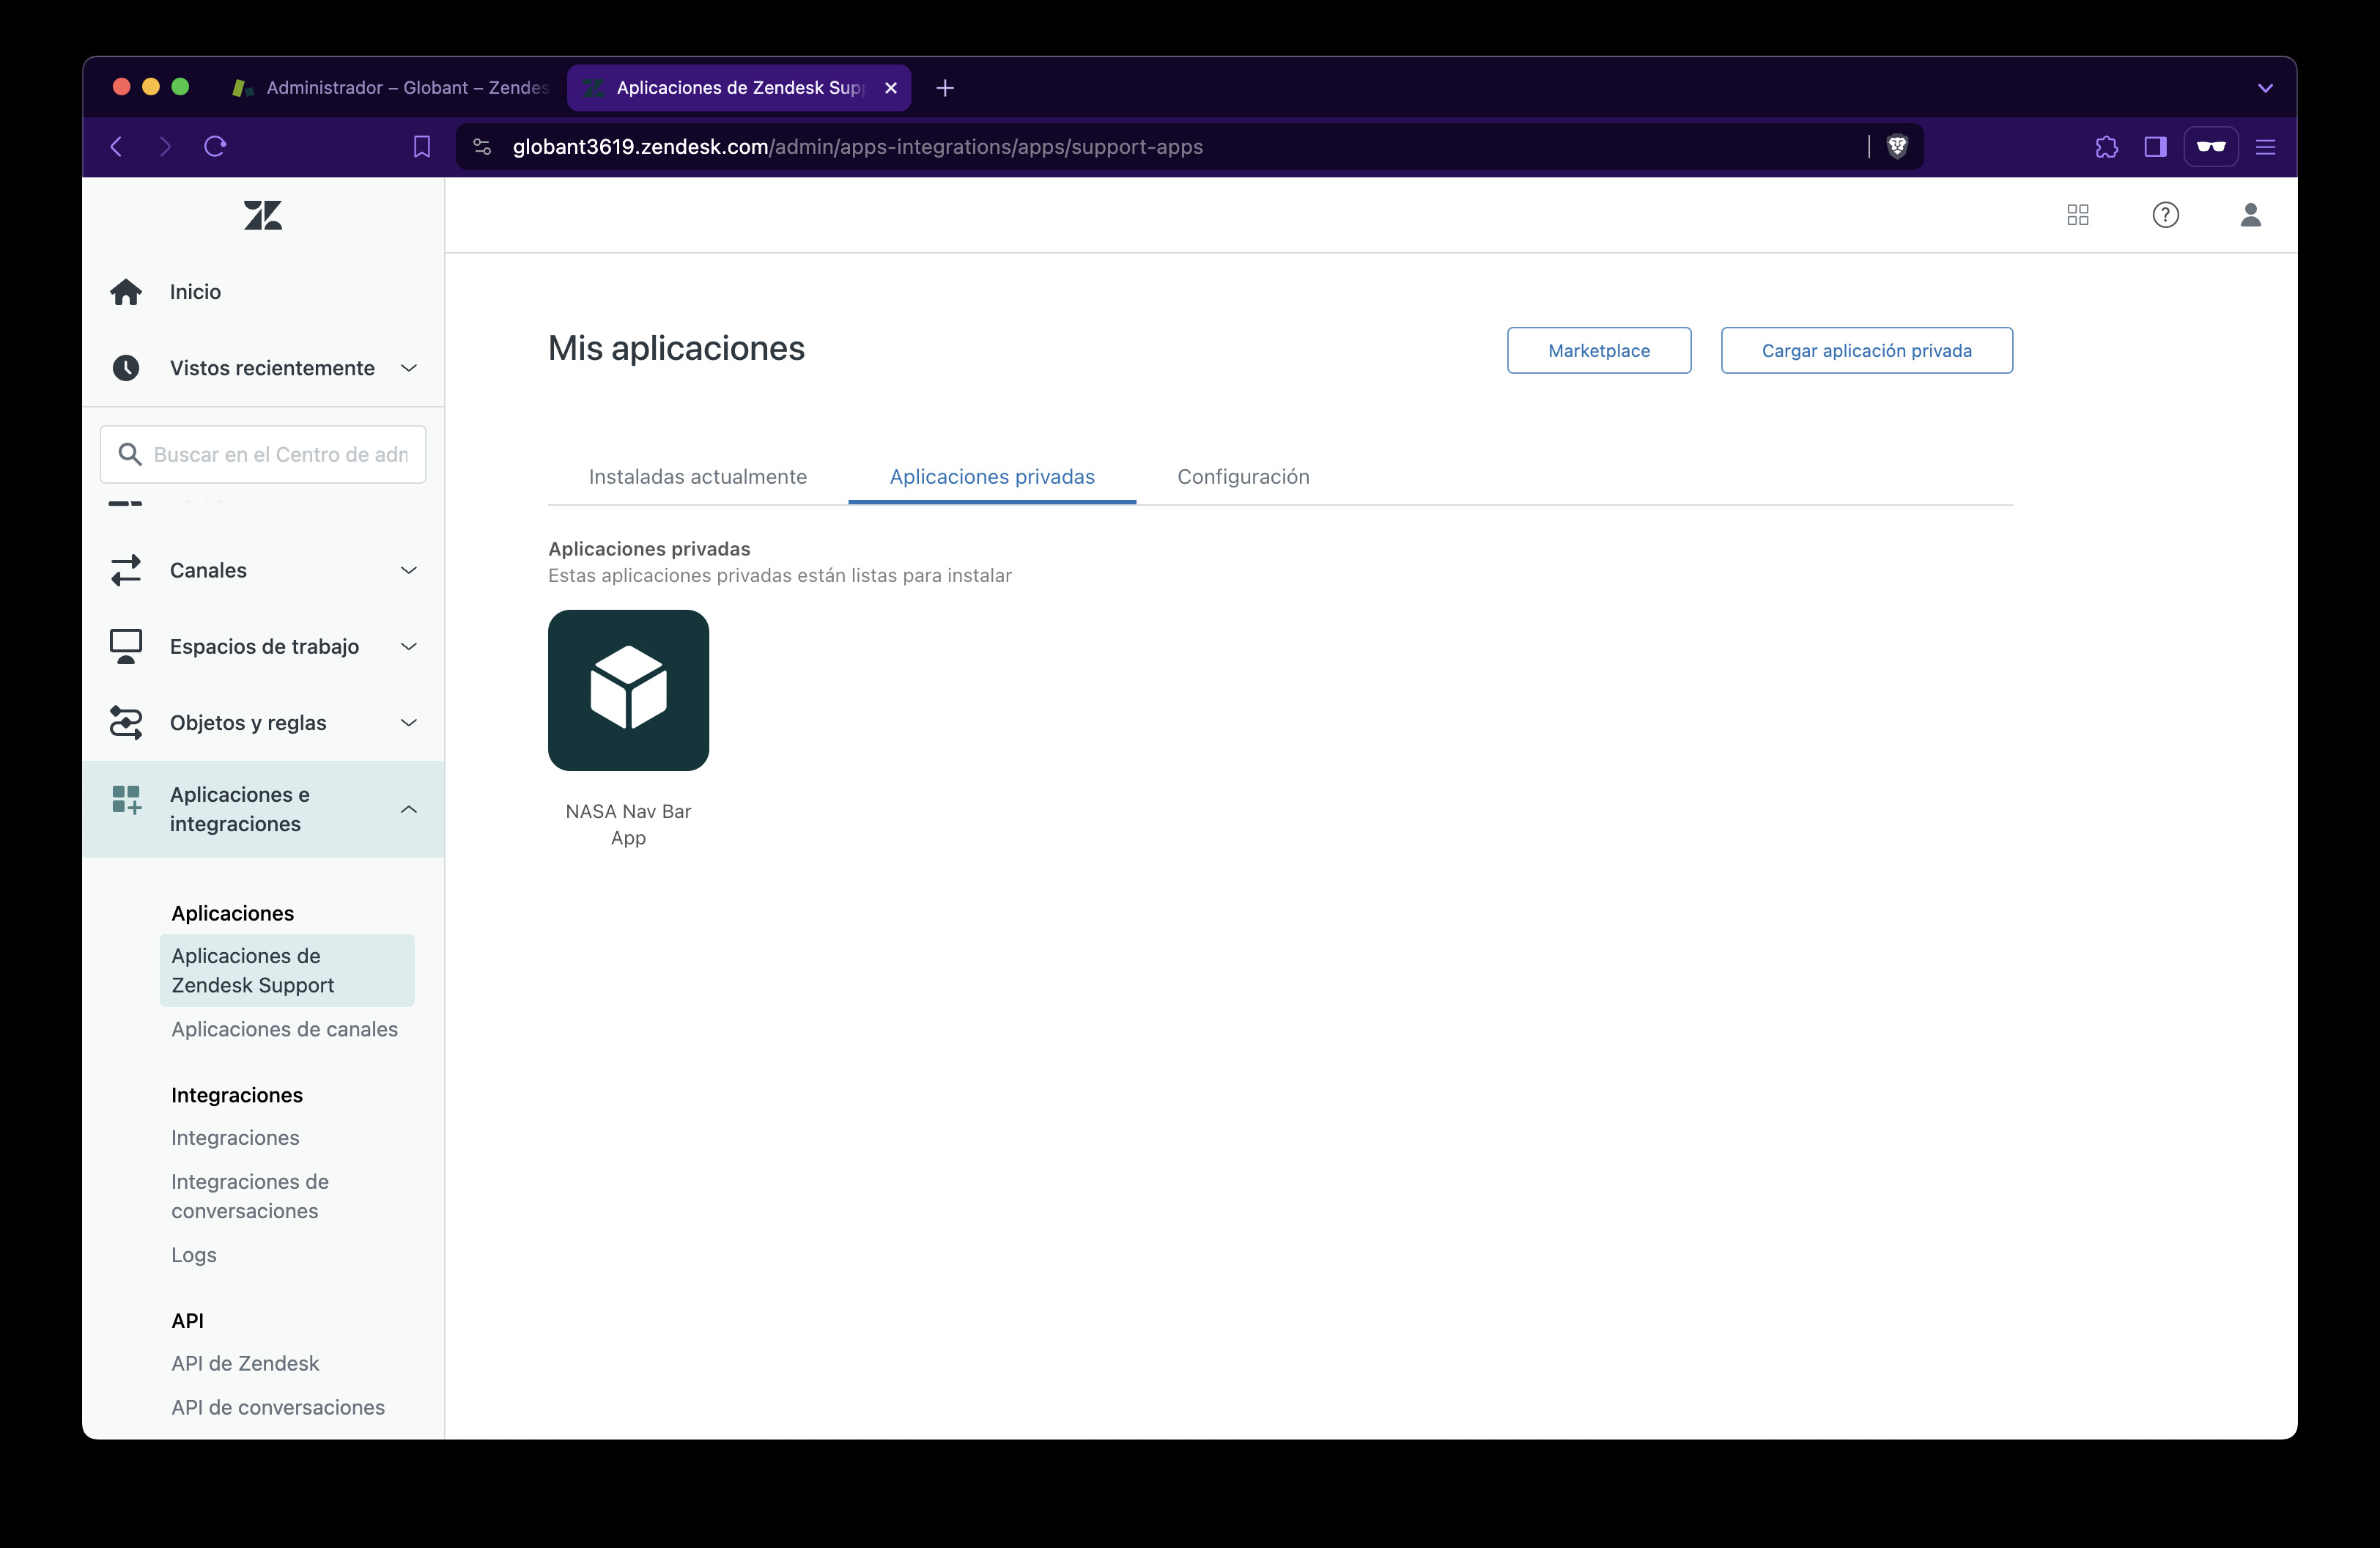 Administrador – Globant – Zendes
Aplicaciones de Zendesk Sup
globant3619.zendesk.com/admin/apps-integrations/apps/support-apps
Inicio
Vistos recientemente
Buscar en el Centro de adn
Canales
Espacios de trabajo
Objetos y reglas
Aplicaciones e
integraciones
Aplicaciones
Aplicaciones de
Zendesk Support
Aplicaciones de canales
Integraciones
Integraciones
Integraciones de
conversaciones
Logs
API
API de Zendesk
API de conversaciones
Mis aplicaciones
Marketplace
Cargar aplicación privada
Instaladas actualmente
Aplicaciones privadas
Configuración
Aplicaciones privadas
Estas aplicaciones privadas están listas para instalar
NASA Nav Bar
App